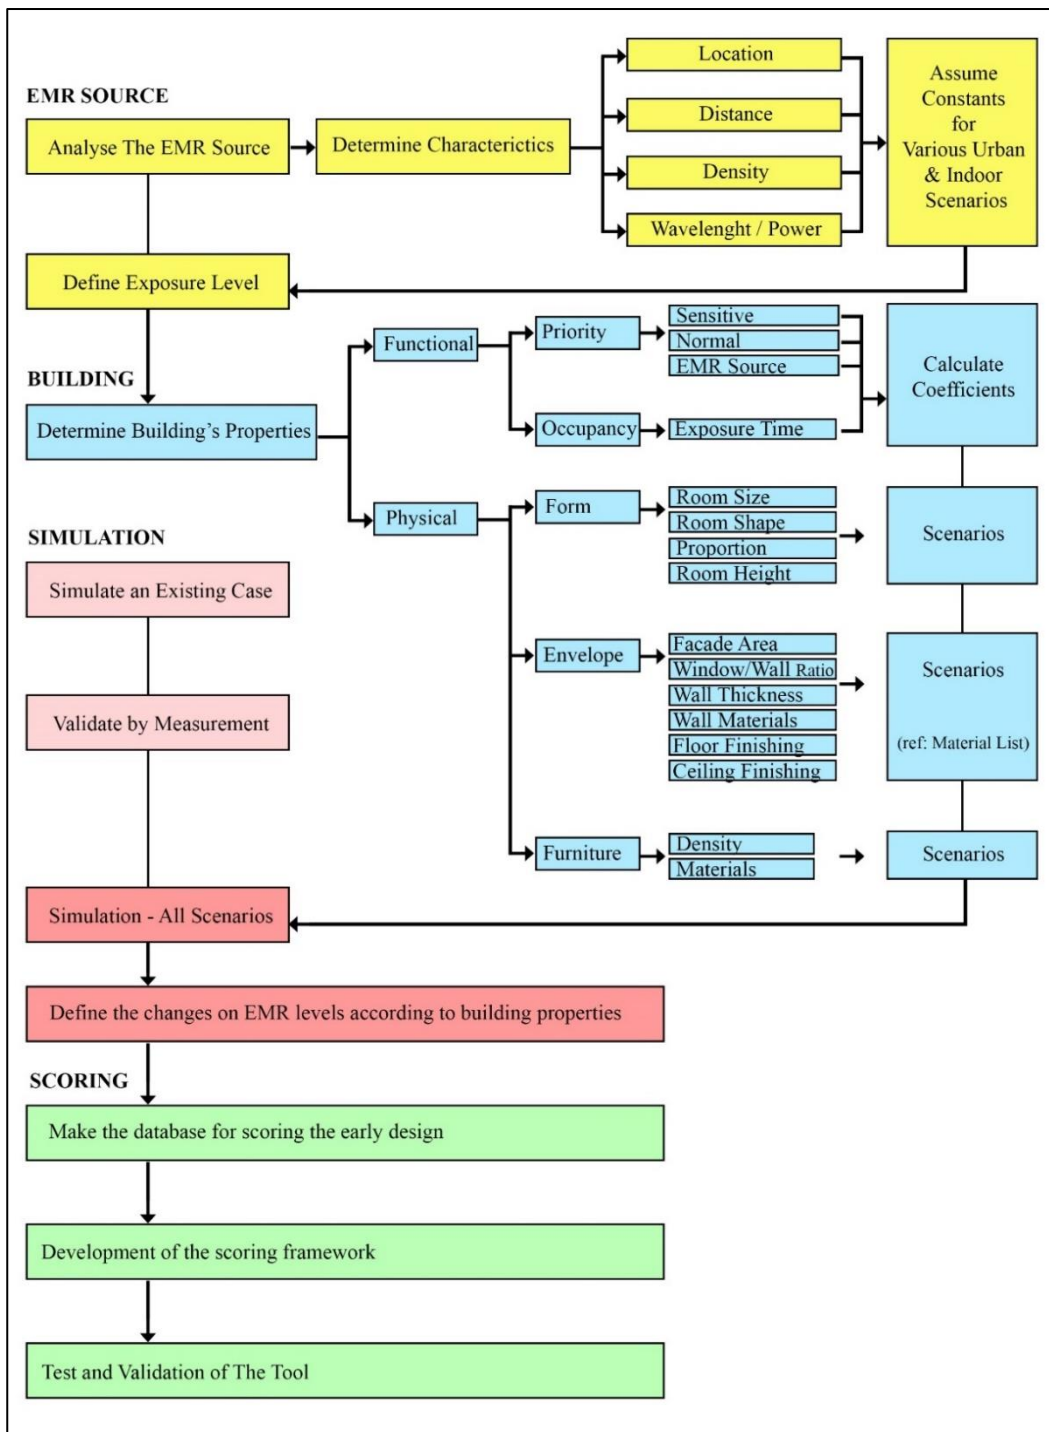 EMR SOURCE
Analyse The EMR Source
Determine Characterictics
Location
Distance
Density
Wavelenght / Power
Assume
Constants
for
Various Urban
& Indoor
Scenarios
Define Exposure Level
BUILDING
Determine Building's Properties
Functional
Priority
Sensitive
Normal
EMR Source
Occupancy
Exposure Time
Calculate
Coefficients
Physical
Form
Room Size
Room Shape
Proportion
Room Height
Scenarios
Envelope
Facade Area
Window/Wall Ratio
Wall Thickness
Wall Materials
Floor Finishing
Ceiling Finishing
Scenarios
(ref: Material List)
Furniture
Density
Materials
Scenarios
SIMULATION
Simulate an Existing Case
Validate by Measurement
Simulation - All Scenarios
Define the changes on EMR levels according to building properties
SCORING
Make the database for scoring the early design
Development of the scoring framework
Test and Validation of The Tool